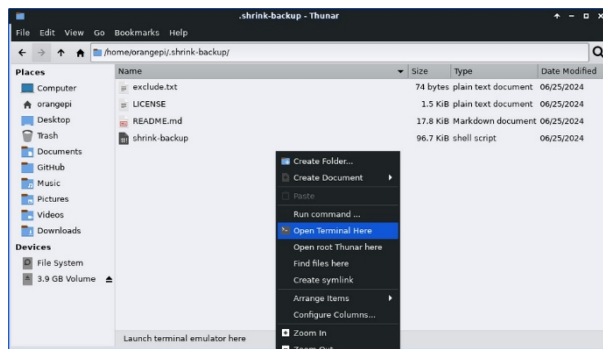 .shrink-backup - Thunar
File Edit View Go Bookmarks Help
/home/orangepi/.shrink-backup/
Places
Computer
orangepi
Desktop
Trash
Documents
GitHub
Music
Pictures
Videos
Downloads
Devices
File System
3.9 GB Volume
Name Size Type Date Modified
exclude.txt 74 bytes plain text document 06/25/2024
LICENSE 1.5 KiB plain text document 06/25/2024
README.md 17.8 KiB Markdown document 06/25/2024
shrink-backup 96.7 KiB shell script 06/25/2024
Create Folder...
Create Document
Paste
Run command ...
Open Terminal Here
Open root Thunar here
Find files here
Create symlink
Arrange Items
Configure Columns...
Zoom In
Zoom Out
Launch terminal emulator here